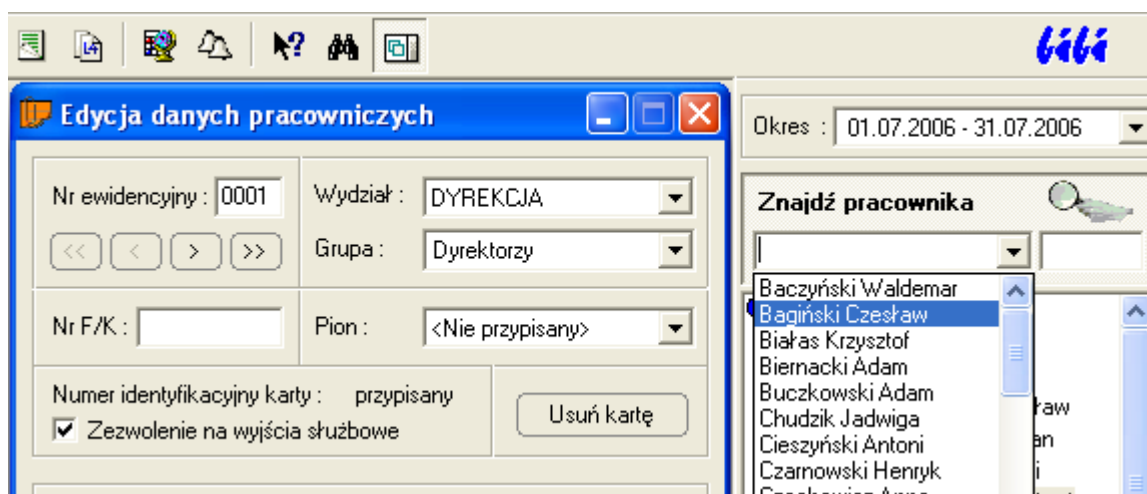 bibi
Edycja danych pracowniczych
Okres : 01.07.2006 - 31.07.2006
Nr ewidencyjny : 0001
Wydział : DYREKCJA
<< < > >>
Grupa : Dyrektorzy
Nr F/K :
Pion : <Nie przypisany>
Numer identyfikacyjny karty : przypisany
Zezwolenie na wyjścia służbowe
Usuń kartę
Znajdź pracownika
Baczyński Waldemar
Bagiński Czesław
Białas Krzysztof
Biernacki Adam
Buczkowski Adam
Chudzik Jadwiga
Cieszyński Antoni
Czarnowski Henryk